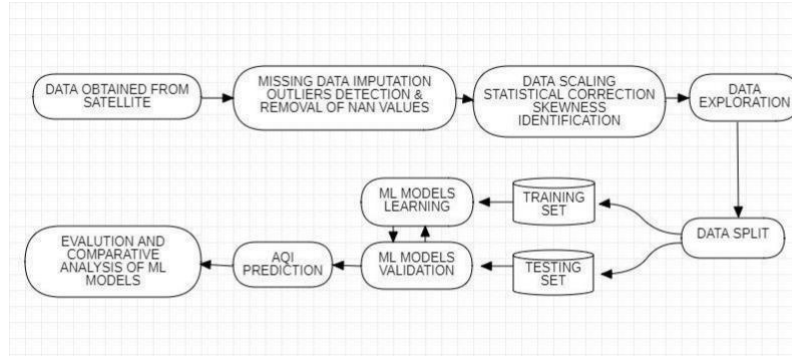 DATA OBTAINED FROM
SATELLITE
MISSING DATA IMPUTATION
OUTLIERS DETECTION &
REMOVAL OF NAN VALUES
DATA SCALING
STATISTICAL CORRECTION
SKEWNESS
IDENTIFICATION
DATA
EXPLORATION
DATA SPLIT
TRAINING
SET
TESTING
SET
ML MODELS
LEARNING
ML MODELS
VALIDATION
AQI
PREDICTION
EVALUTION AND
COMPARATIVE
ANALYSIS OF ML
MODELS